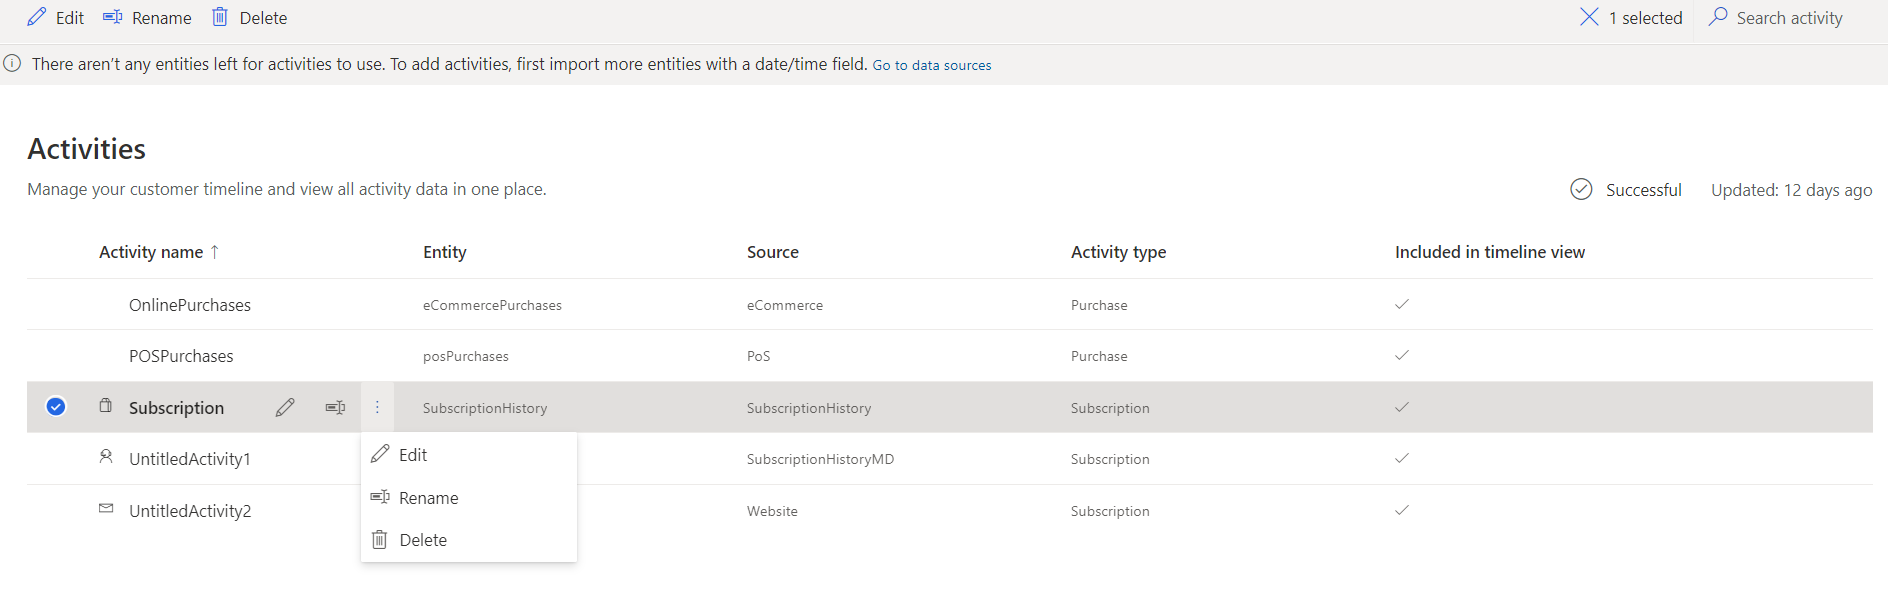 Edit Rename Delete 1 selected Search activity
There aren't any entities left for activities to use. To add activities, first import more entities with a date/time field. Go to data sources
Activities
Manage your customer timeline and view all activity data in one place.
Successful Updated: 12 days ago
Activity name ↑ Entity Source Activity type Included in timeline view
OnlinePurchases eCommercePurchases eCommerce Purchase
POSPurchases posPurchases PoS Purchase
Subscription SubscriptionHistory SubscriptionHistory Subscription
UntitledActivity1 SubscriptionHistoryMD Subscription
UntitledActivity2 Website Subscription
Edit
Rename
Delete